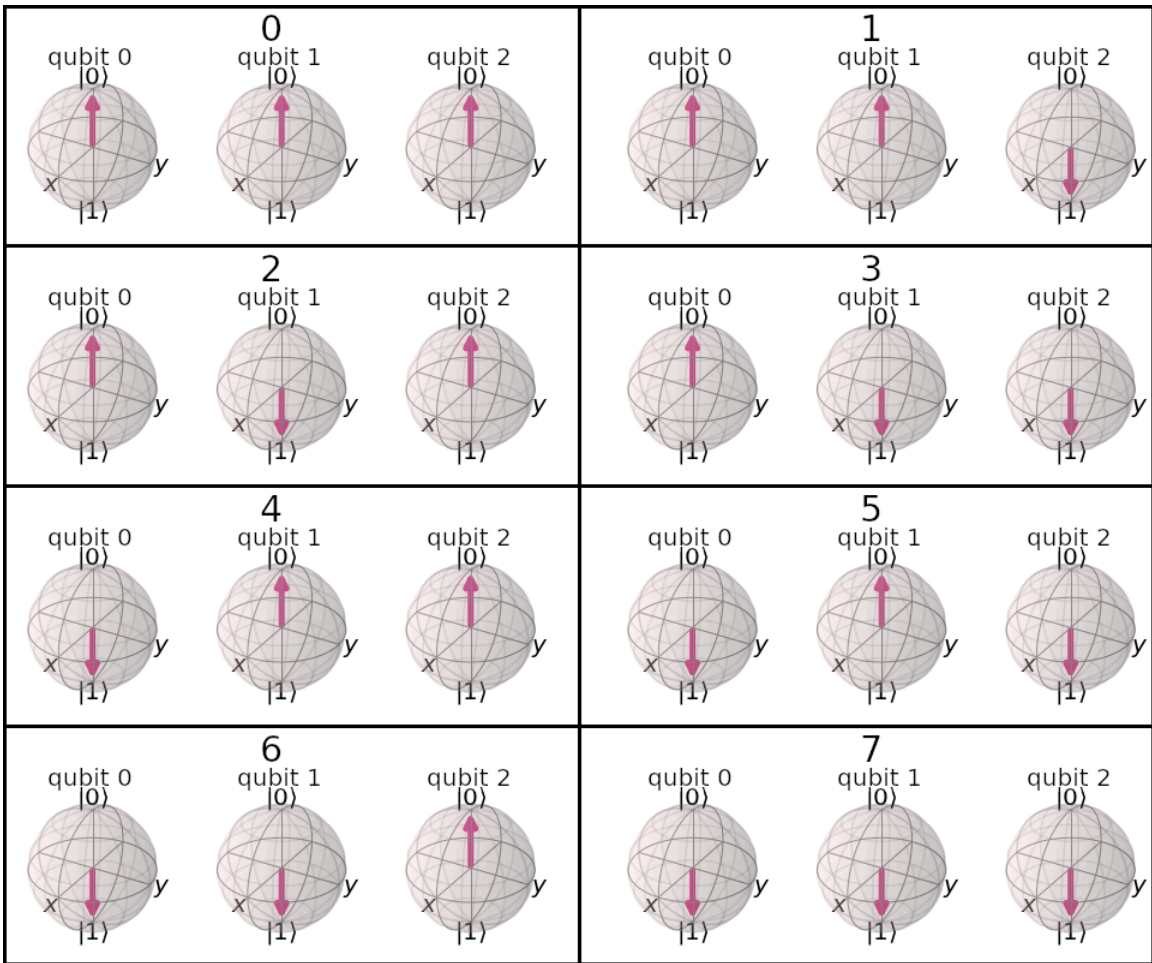 0
qubit 0 qubit 1 qubit 2
|0⟩ |0⟩ |0⟩
x y x y x y
|1⟩ |1⟩ |1⟩
1
qubit 0 qubit 1 qubit 2
|0⟩ |0⟩ |0⟩
x y x y x y
|1⟩ |1⟩ |1⟩
2
qubit 0 qubit 1 qubit 2
|0⟩ |0⟩ |0⟩
x y x y x y
|1⟩ |1⟩ |1⟩
3
qubit 0 qubit 1 qubit 2
|0⟩ |0⟩ |0⟩
x y x y x y
|1⟩ |1⟩ |1⟩
4
qubit 0 qubit 1 qubit 2
|0⟩ |0⟩ |0⟩
x y x y x y
|1⟩ |1⟩ |1⟩
5
qubit 0 qubit 1 qubit 2
|0⟩ |0⟩ |0⟩
x y x y x y
|1⟩ |1⟩ |1⟩
6
qubit 0 qubit 1 qubit 2
|0⟩ |0⟩ |0⟩
x y x y x y
|1⟩ |1⟩ |1⟩
7
qubit 0 qubit 1 qubit 2
|0⟩ |0⟩ |0⟩
x y x y x y
|1⟩ |1⟩ |1⟩